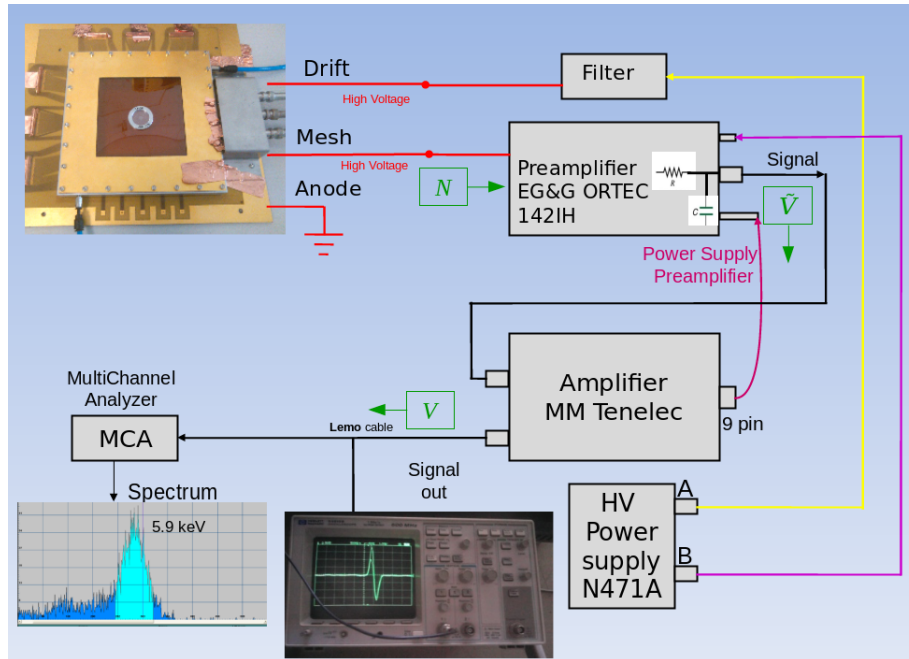 Drift
High Voltage
Filter
Mesh
High Voltage
Anode
N
Preamplifier
EG&G ORTEC
142IH
R
C
Signal
Ṽ
Power Supply
Preamplifier
Amplifier
MM Tenelec
9 pin
V
Lemo cable
Signal
out
MultiChannel
Analyzer
MCA
Spectrum
5.9 keV
HV
Power
supply
N471A
A
B